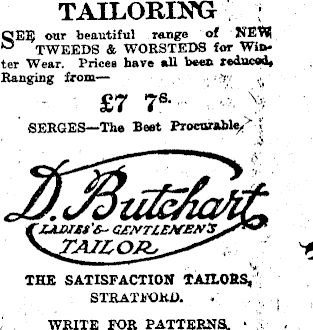 TAILORING
SEE our beautiful range of NEW
TWEEDS & WORSTEDS for Win-
ter Wear. Prices have all been reduced,
Ranging from—
£7 7s.
SERGES—The Best Procurable.
D. Butchart
LADIES' & GENTLEMEN'S
TAILOR
THE SATISFACTION TAILORS,
STRATFORD.
WRITE FOR PATTERNS.